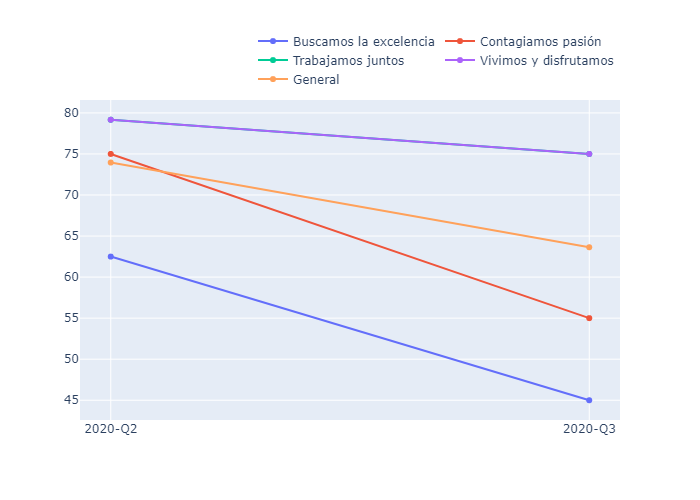 Buscamos la excelencia Contagiamos pasión
Trabajamos juntos Vivimos y disfrutamos
General
80
75
70
65
60
55
50
45
2020-Q2 2020-Q3